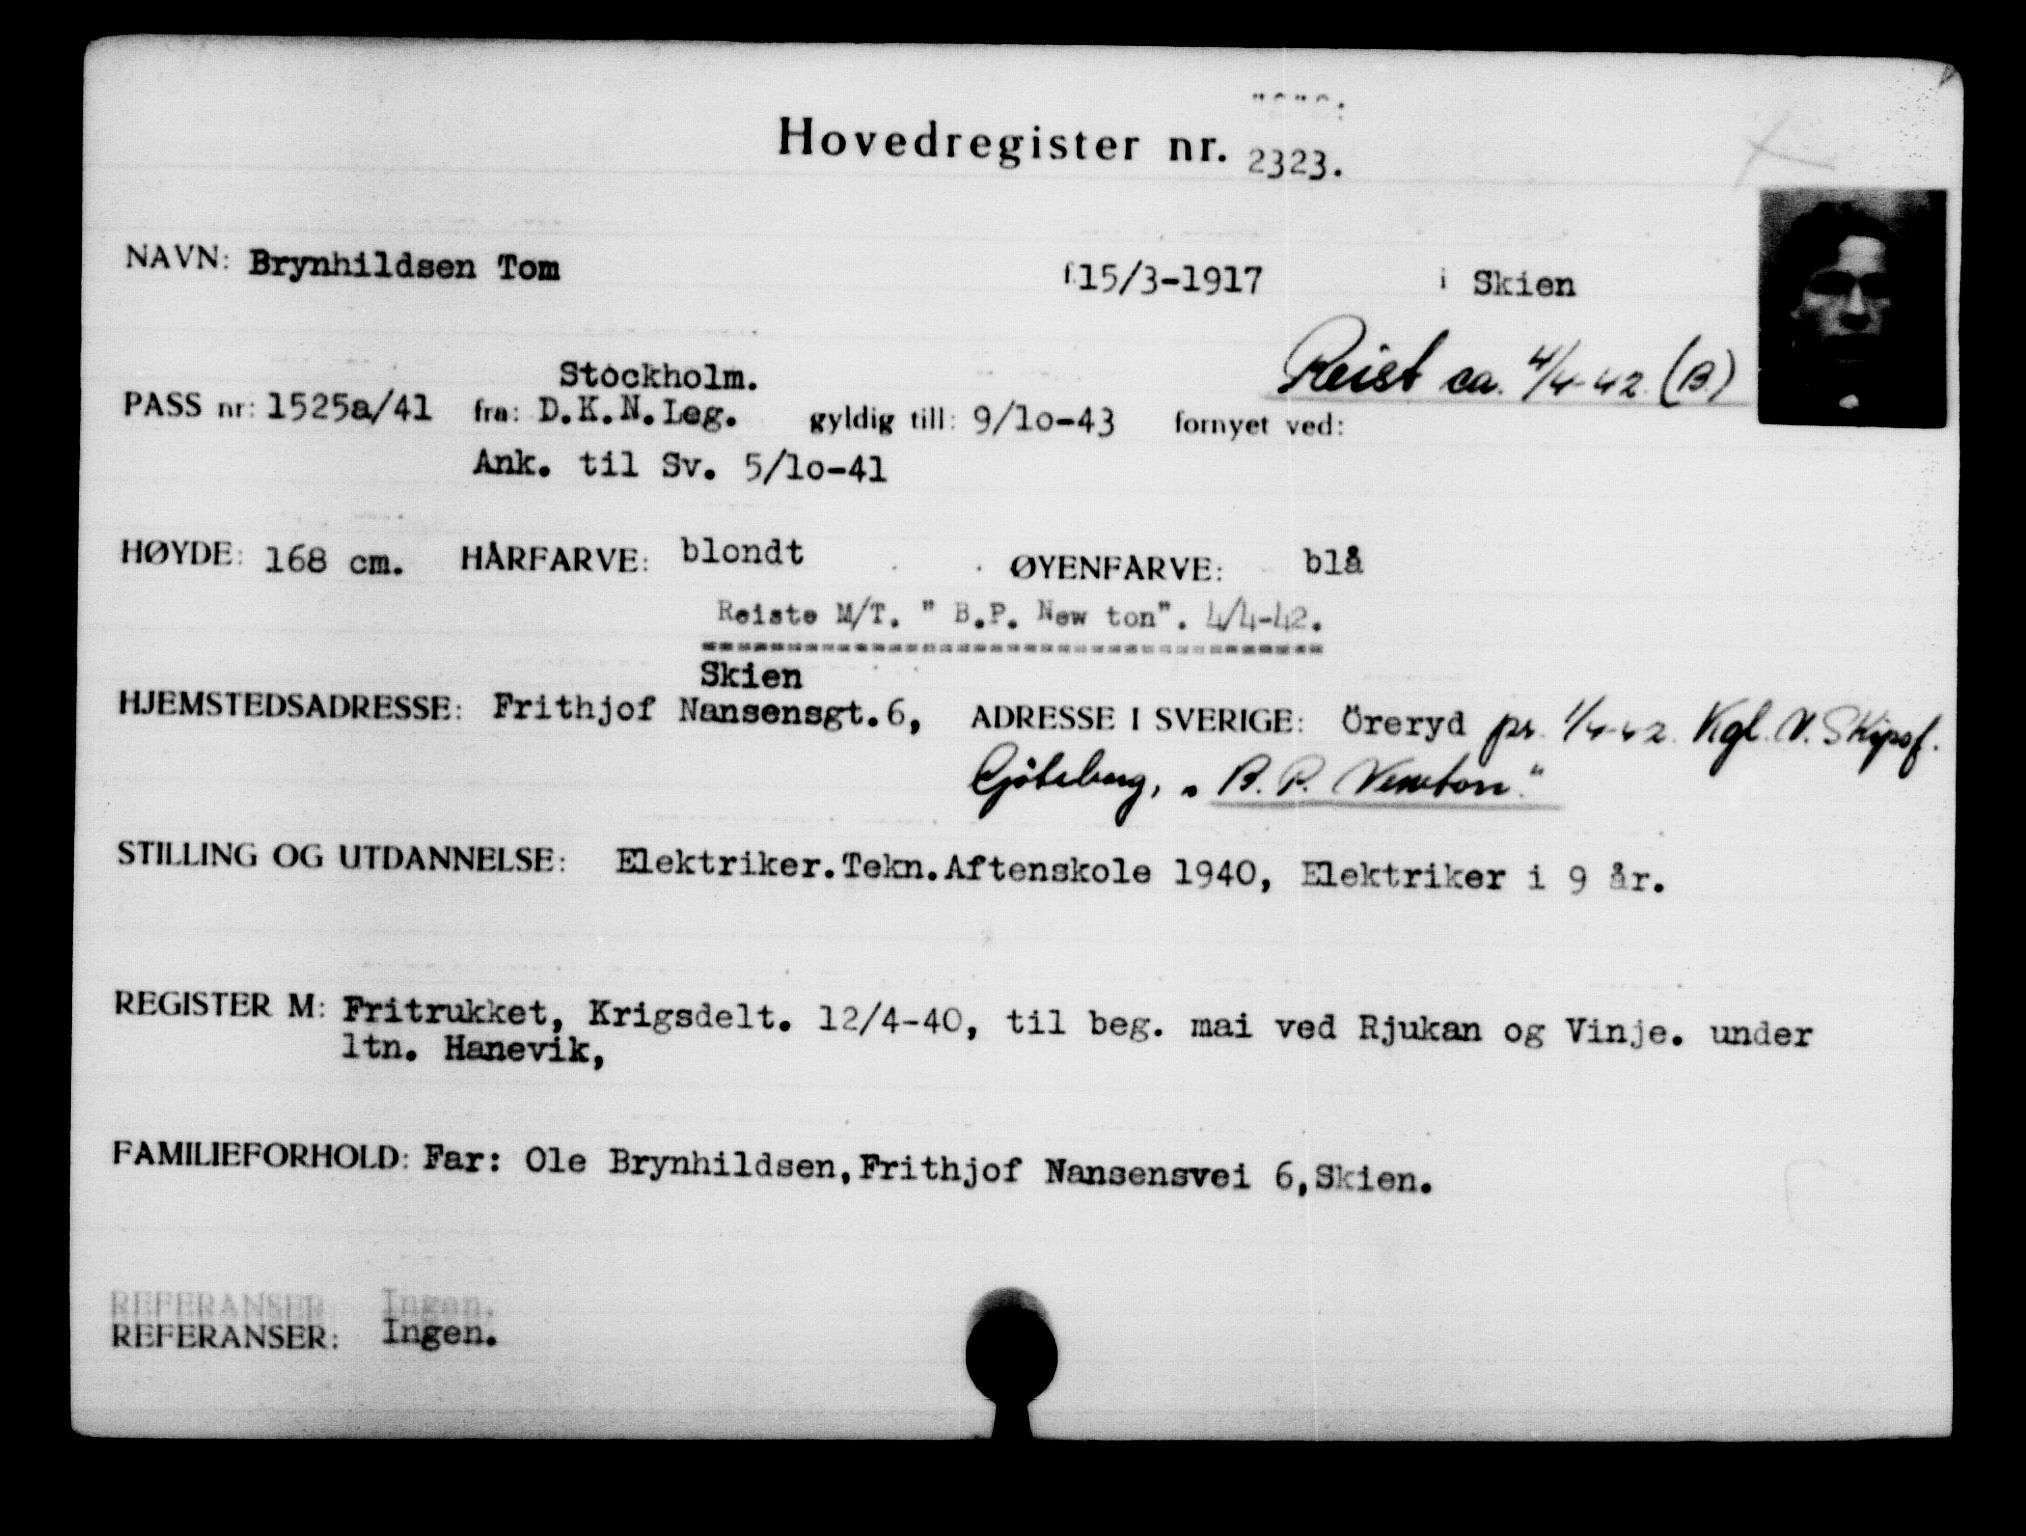 Hovedregister nr. 2323.
NAVN: Brynhildsen Tom f. 15/3-1917 i Skien
Reist ca. 4/4-42 (B)
Stockholm.
PASS nr: 1525a/41 fra: D.K.N.Leg. gyldig till: 9/lo-43 fornyet ved:
Ank. til Sv. 5/lo-41
HØYDE: 168 cm. HÅRFARVE: blondt ØYENFARVE: blå
Reiste M/T. " B.P. New ton". 4/4-42.
Skien
HJEMSTEDSADRESSE: Frithjof Nansensgt.6, ADRESSE I SVERIGE: Öreryd pr. 1/4-42 Kgl. N. Skipsf.
Gøteborg, "B. P. Newton"
STILLING OG UTDANNELSE: Elektriker.Tekn.Aftenskole 1940, Elektriker i 9 år.
REGISTER M: Fritrukket, Krigsdelt. 12/4-40, til beg. mai ved Rjukan og Vinje. under
ltn. Hanevik,
FAMILIEFORHOLD: Far: Ole Brynhildsen,Frithjof Nansensvei 6,Skien.
REFERANSER Ingen.
REFERANSER: Ingen.